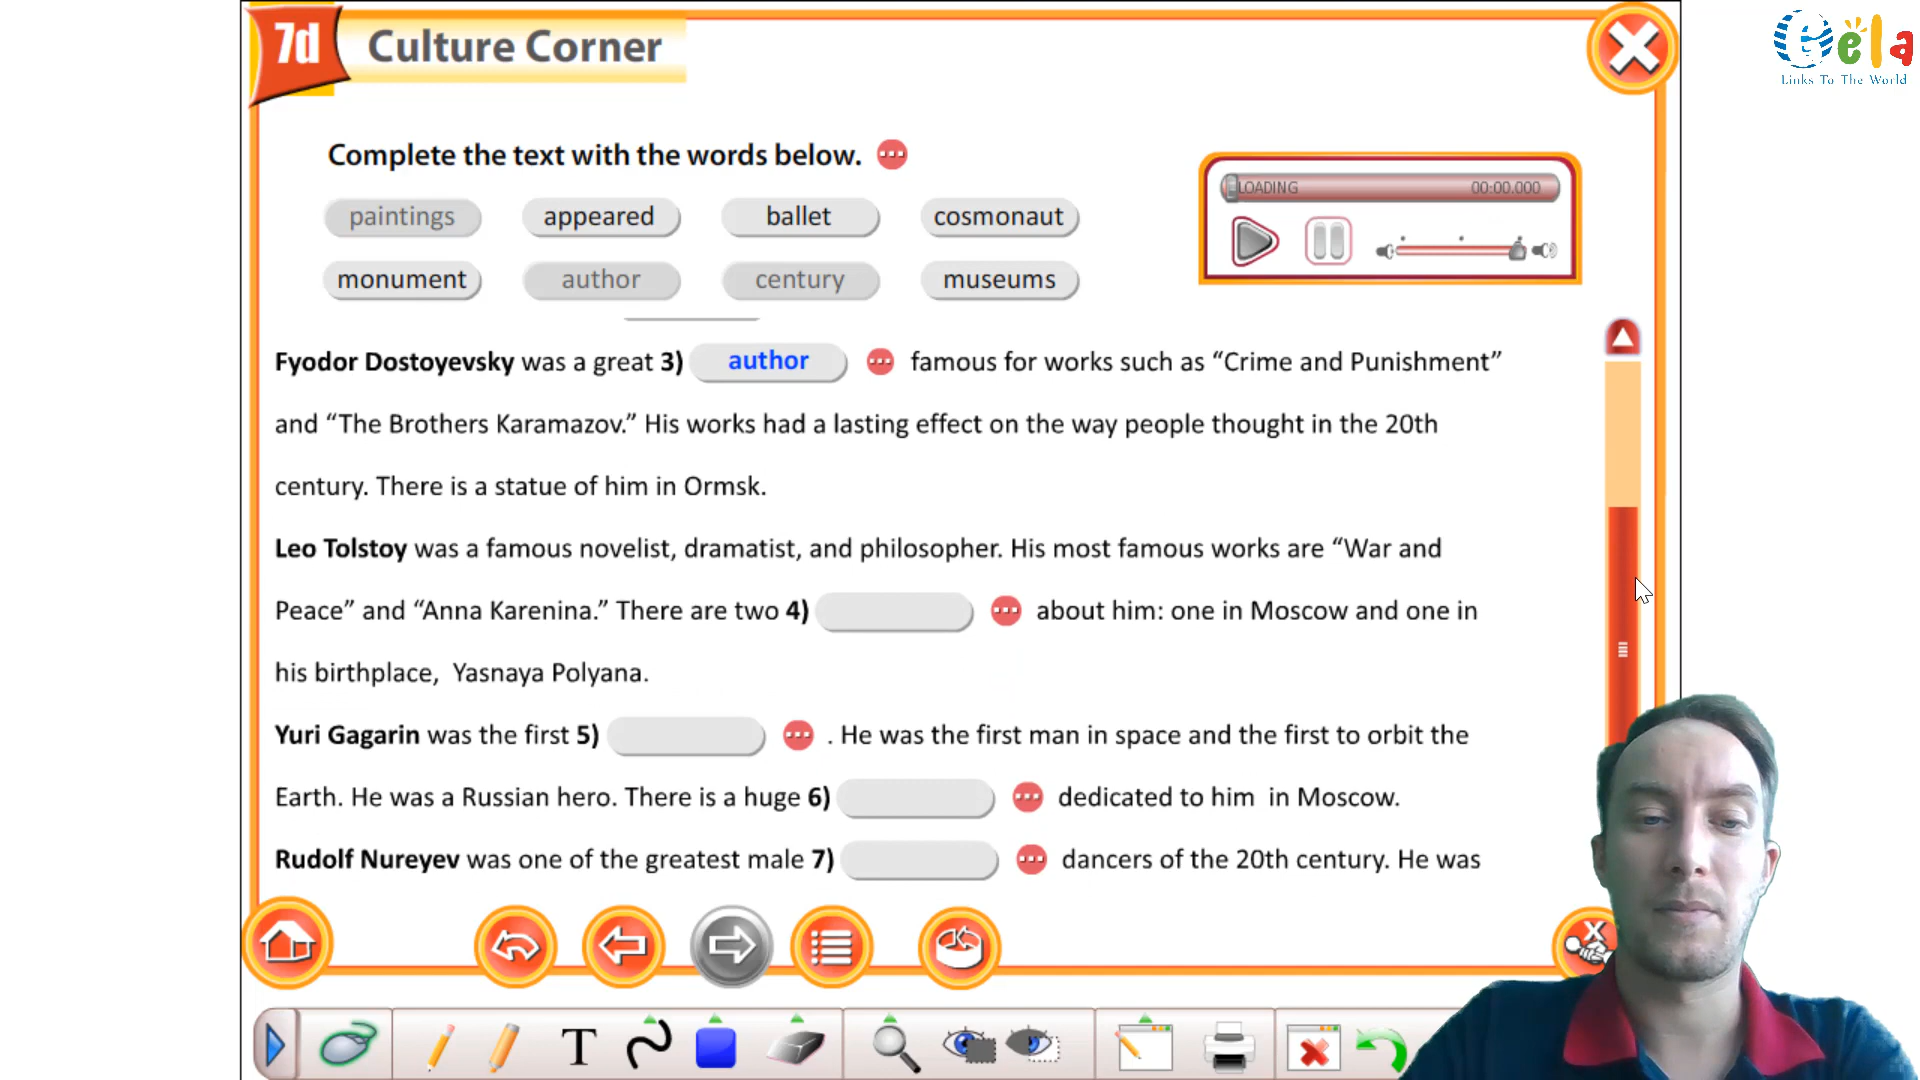 7d Culture Corner
eela
Links To The World
Complete the text with the words below.
paintings appeared ballet cosmonaut
monument author century museums
LOADING 00:00.000
Fyodor Dostoyevsky was a great 3) author famous for works such as “Crime and Punishment”
and “The Brothers Karamazov.” His works had a lasting effect on the way people thought in the 20th
century. There is a statue of him in Ormsk.
Leo Tolstoy was a famous novelist, dramatist, and philosopher. His most famous works are “War and
Peace” and “Anna Karenina.” There are two 4) about him: one in Moscow and one in
his birthplace, Yasnaya Polyana.
Yuri Gagarin was the first 5) . He was the first man in space and the first to orbit the
Earth. He was a Russian hero. There is a huge 6) dedicated to him in Moscow.
Rudolf Nureyev was one of the greatest male 7) dancers of the 20th century. He was
T